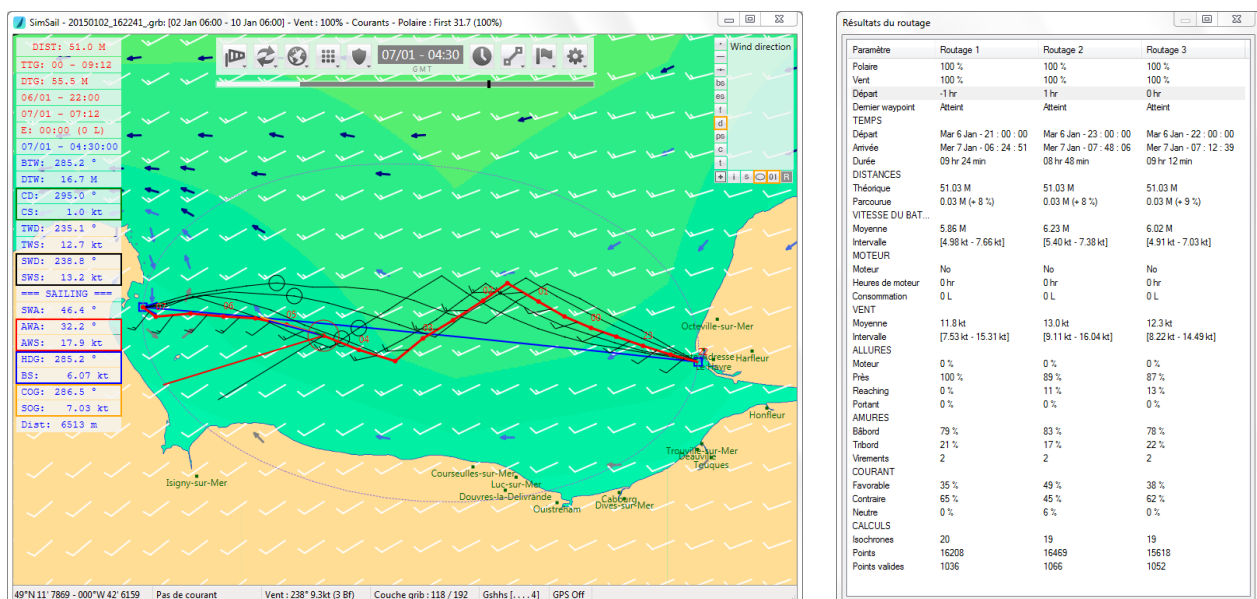 SimSail - 20150102_162241_.grb: [02 Jan 06:00 - 10 Jan 06:00] - Vent : 100% - Courants - Polaire : First 31.7 (100%)
DIST: 51.0 M
TTG: 00 - 09:12
DTG: 55.5 M
06/01 - 22:00
07/01 - 07:12
E: 00:00 (0 L)
07/01 - 04:30:00
BTW: 285.2 °
DTW: 16.7 M
CD: 295.0 °
CS: 1.0 kt
TWD: 235.1 °
TWS: 12.7 kt
SWD: 238.8 °
SWS: 13.2 kt
=== SAILING ===
SWA: 46.4 °
AWA: 32.2 °
AWS: 17.9 kt
HDG: 285.2 °
BS: 6.07 kt
COG: 286.5 °
SOG: 7.03 kt
Dist: 6513 m
07/01 - 04:30
GMT
Wind direction
bs
es
f
d
ps
c
t
i s 01 R
06
05
04
03
01
00
23
Octeville-sur-Mer
Harfleur
Le Havre
Honfleur
Trouville-sur-Mer
Deauville
Touques
Isigny-sur-Mer
Courseulles-sur-Mer
Luc-sur-Mer
Douvres-la-Delivrande
Ouistreham
Cabourg
Dives-sur-Mer
49°N 11' 7869 - 000°W 42' 6159 Pas de courant Vent : 238° 9.3kt (3 Bf) Couche grib : 118 / 192 Gshhs [. . . . 4] GPS Off
Résultats du routage
Paramètre Routage 1 Routage 2 Routage 3
Polaire 100 % 100 % 100 %
Vent 100 % 100 % 100 %
Départ -1 hr 1 hr 0 hr
Dernier waypoint Atteint Atteint Atteint
TEMPS
Départ Mar 6 Jan - 21 : 00 : 00 Mar 6 Jan - 23 : 00 : 00 Mar 6 Jan - 22 : 00 : 00
Arrivée Mer 7 Jan - 06 : 24 : 51 Mer 7 Jan - 07 : 48 : 06 Mer 7 Jan - 07 : 12 : 39
Durée 09 hr 24 min 08 hr 48 min 09 hr 12 min
DISTANCES
Théorique 51.03 M 51.03 M 51.03 M
Parcourue 0.03 M (+ 8 %) 0.03 M (+ 8 %) 0.03 M (+ 9 %)
VITESSE DU BAT...
Moyenne 5.86 M 6.23 M 6.02 M
Intervalle [4.98 kt - 7.66 kt] [5.40 kt - 7.38 kt] [4.91 kt - 7.03 kt]
MOTEUR
Moteur No No No
Heures de moteur 0 hr 0 hr 0 hr
Consommation 0 L 0 L 0 L
VENT
Moyenne 11.8 kt 13.0 kt 12.3 kt
Intervalle [7.53 kt - 15.31 kt] [9.11 kt - 16.04 kt] [8.22 kt - 14.49 kt]
ALLURES
Moteur 0 % 0 % 0 %
Près 100 % 89 % 87 %
Reaching 0 % 11 % 13 %
Portant 0 % 0 % 0 %
AMURES
Bâbord 79 % 83 % 78 %
Tribord 21 % 17 % 22 %
Virements 2 2 2
COURANT
Favorable 35 % 49 % 38 %
Contraire 65 % 45 % 62 %
Neutre 0 % 6 % 0 %
CALCULS
Isochrones 20 19 19
Points 16208 16469 15618
Points valides 1036 1066 1052